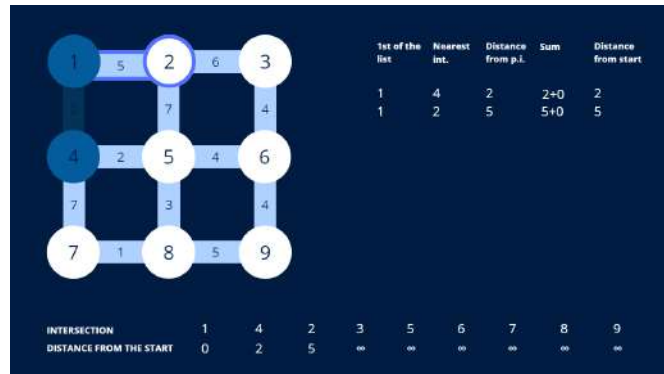 1 5 2 6 3
1st of the list Nearest int. Distance from p.i. Sum Distance from start
1 4 2 2+0 2
1 2 5 5+0 5
7 4
4 2 5 4 6
7 3 4
7 1 8 5 9
INTERSECTION 1 4 2 3 5 6 7 8 9
DISTANCE FROM THE START 0 2 5 ∞ ∞ ∞ ∞ ∞ ∞